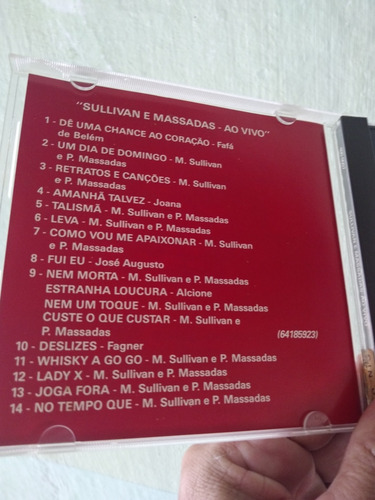 "SULLIVAN E MASSADAS - AO VIVO"
1 - DÊ UMA CHANCE AO CORAÇÃO - Fafá
de Belém
2 - UM DIA DE DOMINGO - M. Sullivan
e P. Massadas
3 - RETRATOS E CANÇÕES - M. Sullivan
e P. Massadas
4 - AMANHÃ TALVEZ - Joana
5 - TALISMÃ - M. Sullivan e P. Massadas
6 - LEVA - M. Sullivan e P. Massadas
7 - COMO VOU ME APAIXONAR - M. Sullivan
e P. Massadas
8 - FUI EU - José Augusto
9 - NEM MORTA - M. Sullivan e P. Massadas
ESTRANHA LOUCURA - Alcione
NEM UM TOQUE - M. Sullivan e P. Massadas
CUSTE O QUE CUSTAR - M. Sullivan e
P. Massadas (64185923)
10 - DESLIZES - Fagner
11 - WHISKY A GO GO - M. Sullivan e P. Massadas
12 - LADY X - M. Sullivan e P. Massadas
13 - JOGA FORA - M. Sullivan e P. Massadas
14 - NO TEMPO QUE - M. Sullivan e P. Massadas